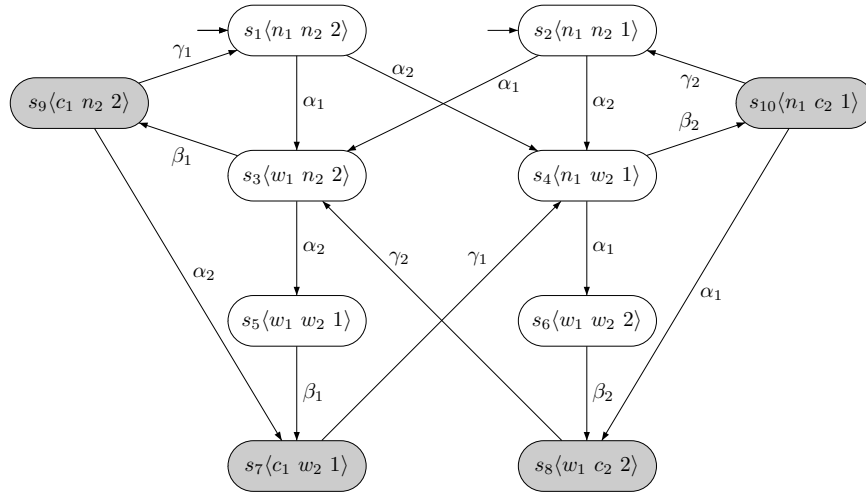 s₁⟨n₁ n₂ 2⟩
s₂⟨n₁ n₂ 1⟩
γ₁
α₂
α₁
γ₂
s₉⟨c₁ n₂ 2⟩
α₁
α₂
s₁₀⟨n₁ c₂ 1⟩
β₂
β₁
s₃⟨w₁ n₂ 2⟩
s₄⟨n₁ w₂ 1⟩
α₂
α₂
γ₂
γ₁
α₁
α₁
s₅⟨w₁ w₂ 1⟩
s₆⟨w₁ w₂ 2⟩
β₁
β₂
s₇⟨c₁ w₂ 1⟩
s₈⟨w₁ c₂ 2⟩